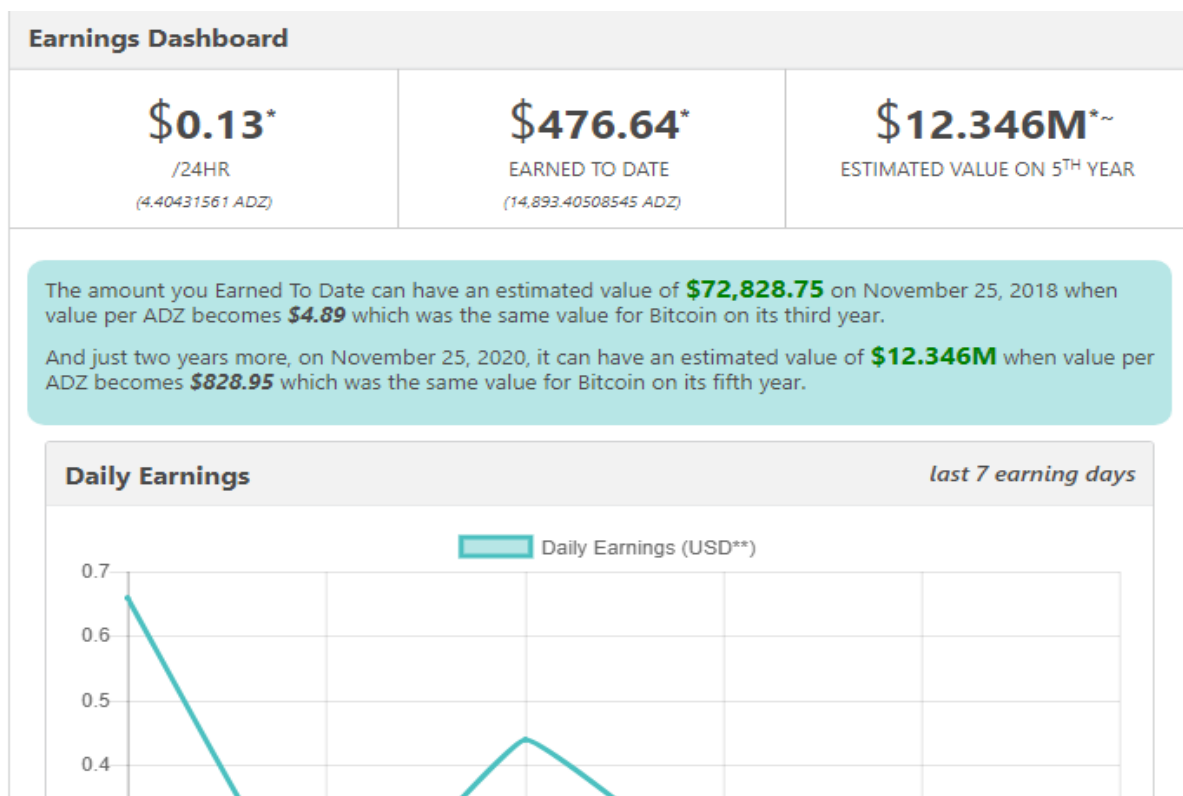 Earnings Dashboard
$0.13*
/24HR
(4.40431561 ADZ)
$476.64*
EARNED TO DATE
(14,893.40508545 ADZ)
$12.346M*~
ESTIMATED VALUE ON 5TH YEAR
The amount you Earned To Date can have an estimated value of $72,828.75 on November 25, 2018 when
value per ADZ becomes $4.89 which was the same value for Bitcoin on its third year.
And just two years more, on November 25, 2020, it can have an estimated value of $12.346M when value per
ADZ becomes $828.95 which was the same value for Bitcoin on its fifth year.
Daily Earnings
last 7 earning days
Daily Earnings (USD**)
0.7
0.6
0.5
0.4